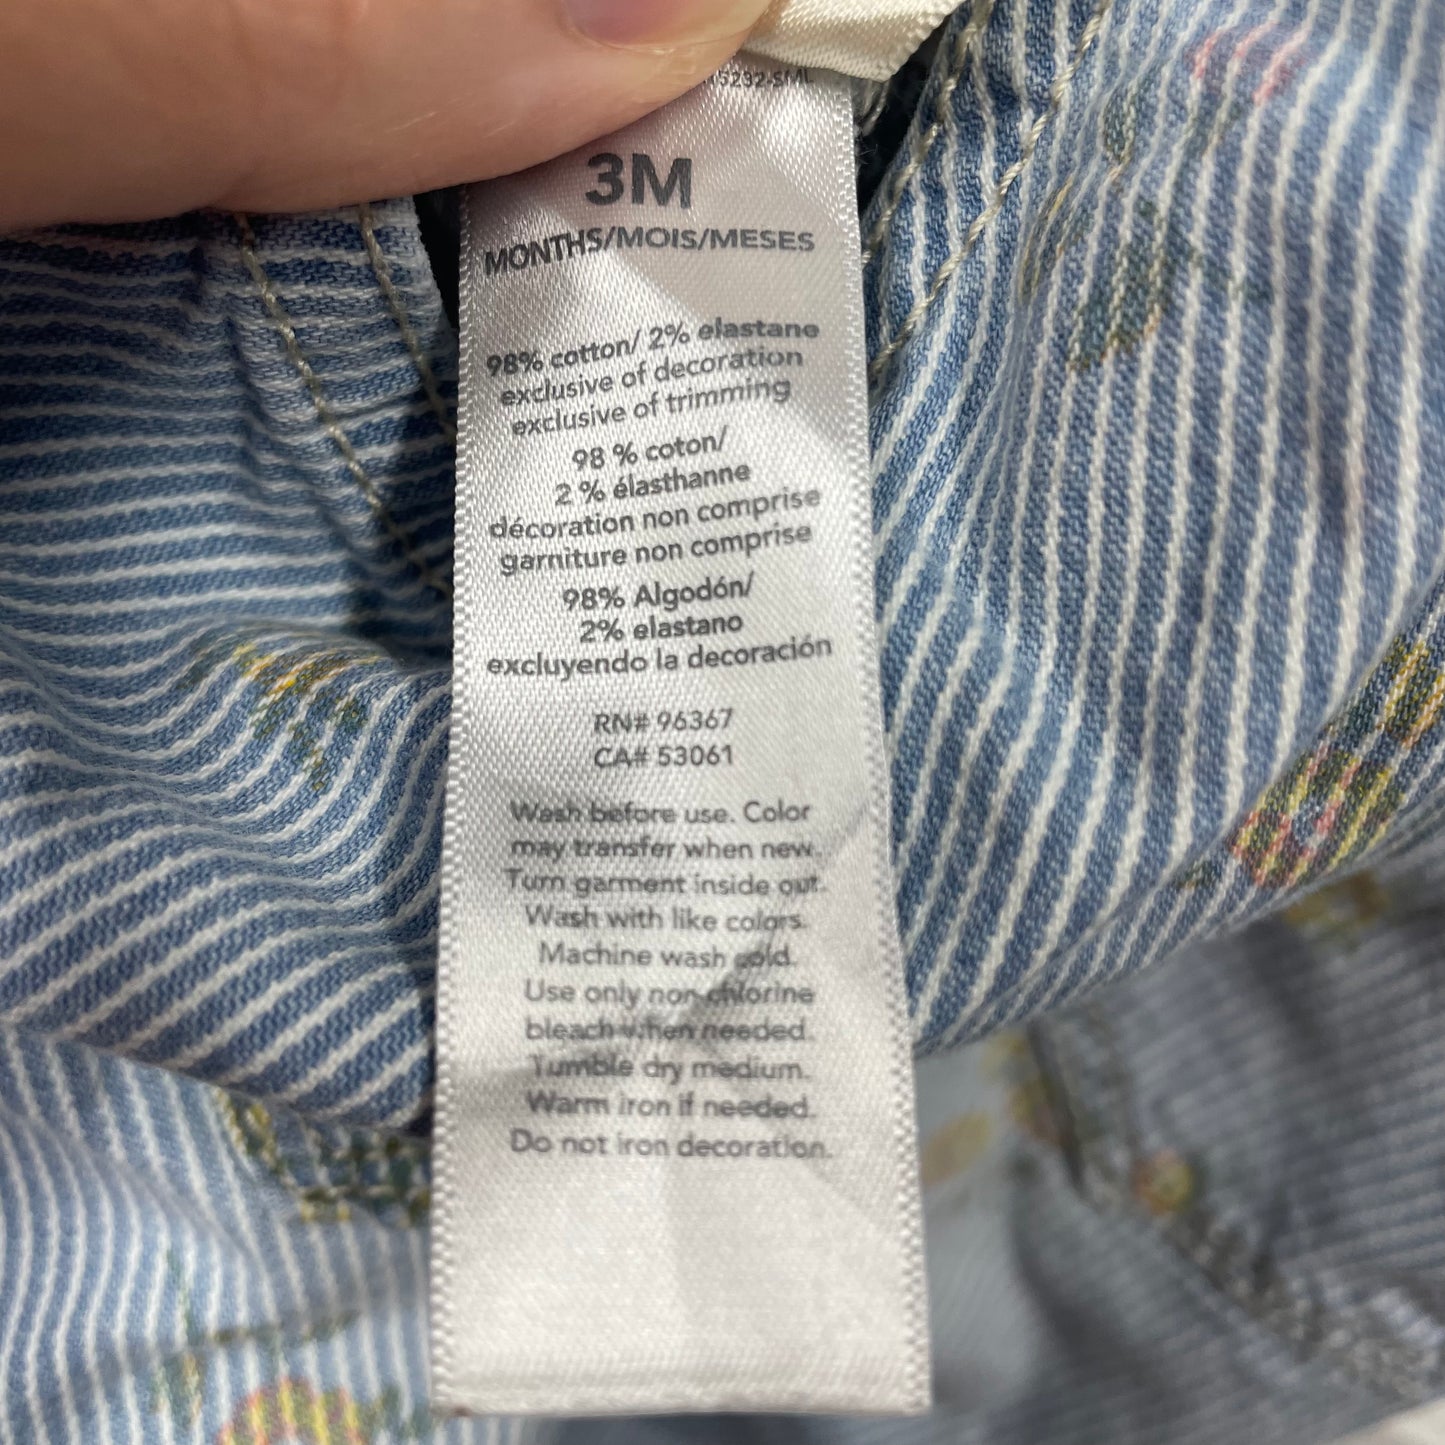 15232-SML
3M
MONTHS/MOIS/MESES
98% cotton/ 2% elastane
exclusive of decoration
exclusive of trimming
98 % coton/
2 % élasthanne
décoration non comprise
garniture non comprise
98% Algodón/
2% elastano
excluyendo la decoración
RN# 96367
CA# 53061
Wash before use. Color
may transfer when new.
Turn garment inside out.
Wash with like colors.
Machine wash cold.
Use only non-chlorine
bleach when needed.
Tumble dry medium.
Warm iron if needed.
Do not iron decoration.